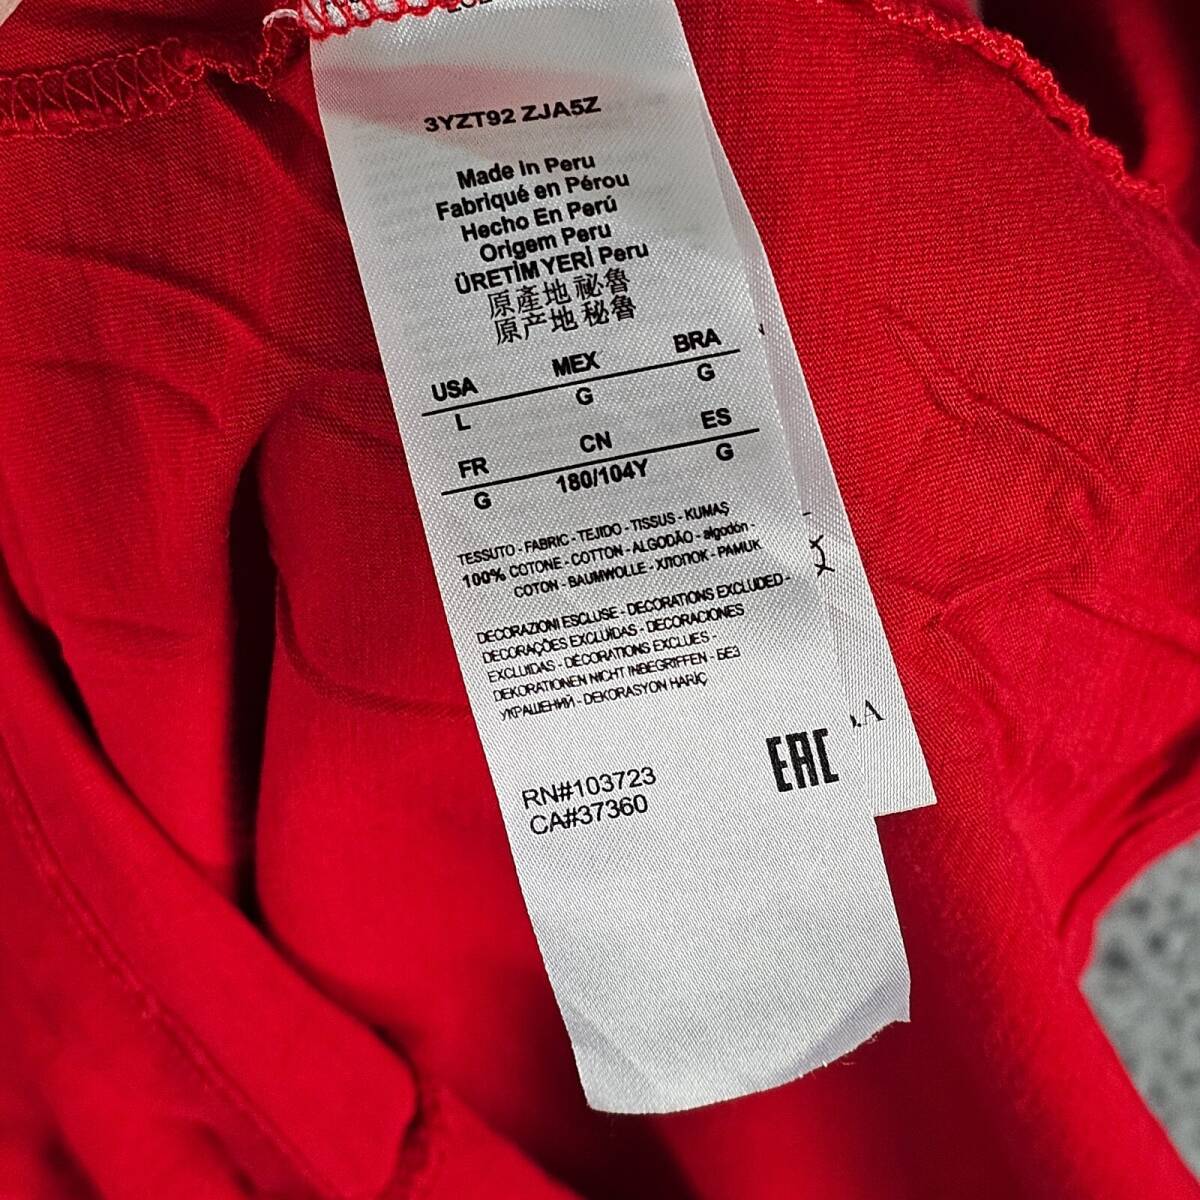 3YZT92 ZJA5Z
Made in Peru
Fabriqué en Pérou
Hecho En Perú
Origem Peru
ÜRETİM YERİ Peru
原產地 祕魯
原产地 秘鲁
USA MEX BRA
L G G
FR CN ES
G 180/104Y G
TESSUTO - FABRIC - TEJIDO - TISSUS - KUMAŞ
100% COTONE - COTTON - ALGODÃO - algodón -
COTON - BAUMWOLLE - ХЛОПОК - PAMUK
DECORAZIONI ESCLUSE - DECORATIONS EXCLUDED -
DECORAÇÕES EXCLUÍDAS - DECORACIONES
EXCLUIDAS - DÉCORATIONS EXCLUES -
DEKORATIONEN NICHT INBEGRIFFEN - БЕЗ
УКРАШЕНИЙ - DEKORASYON HARİÇ
EAC
RN#103723
CA#37360